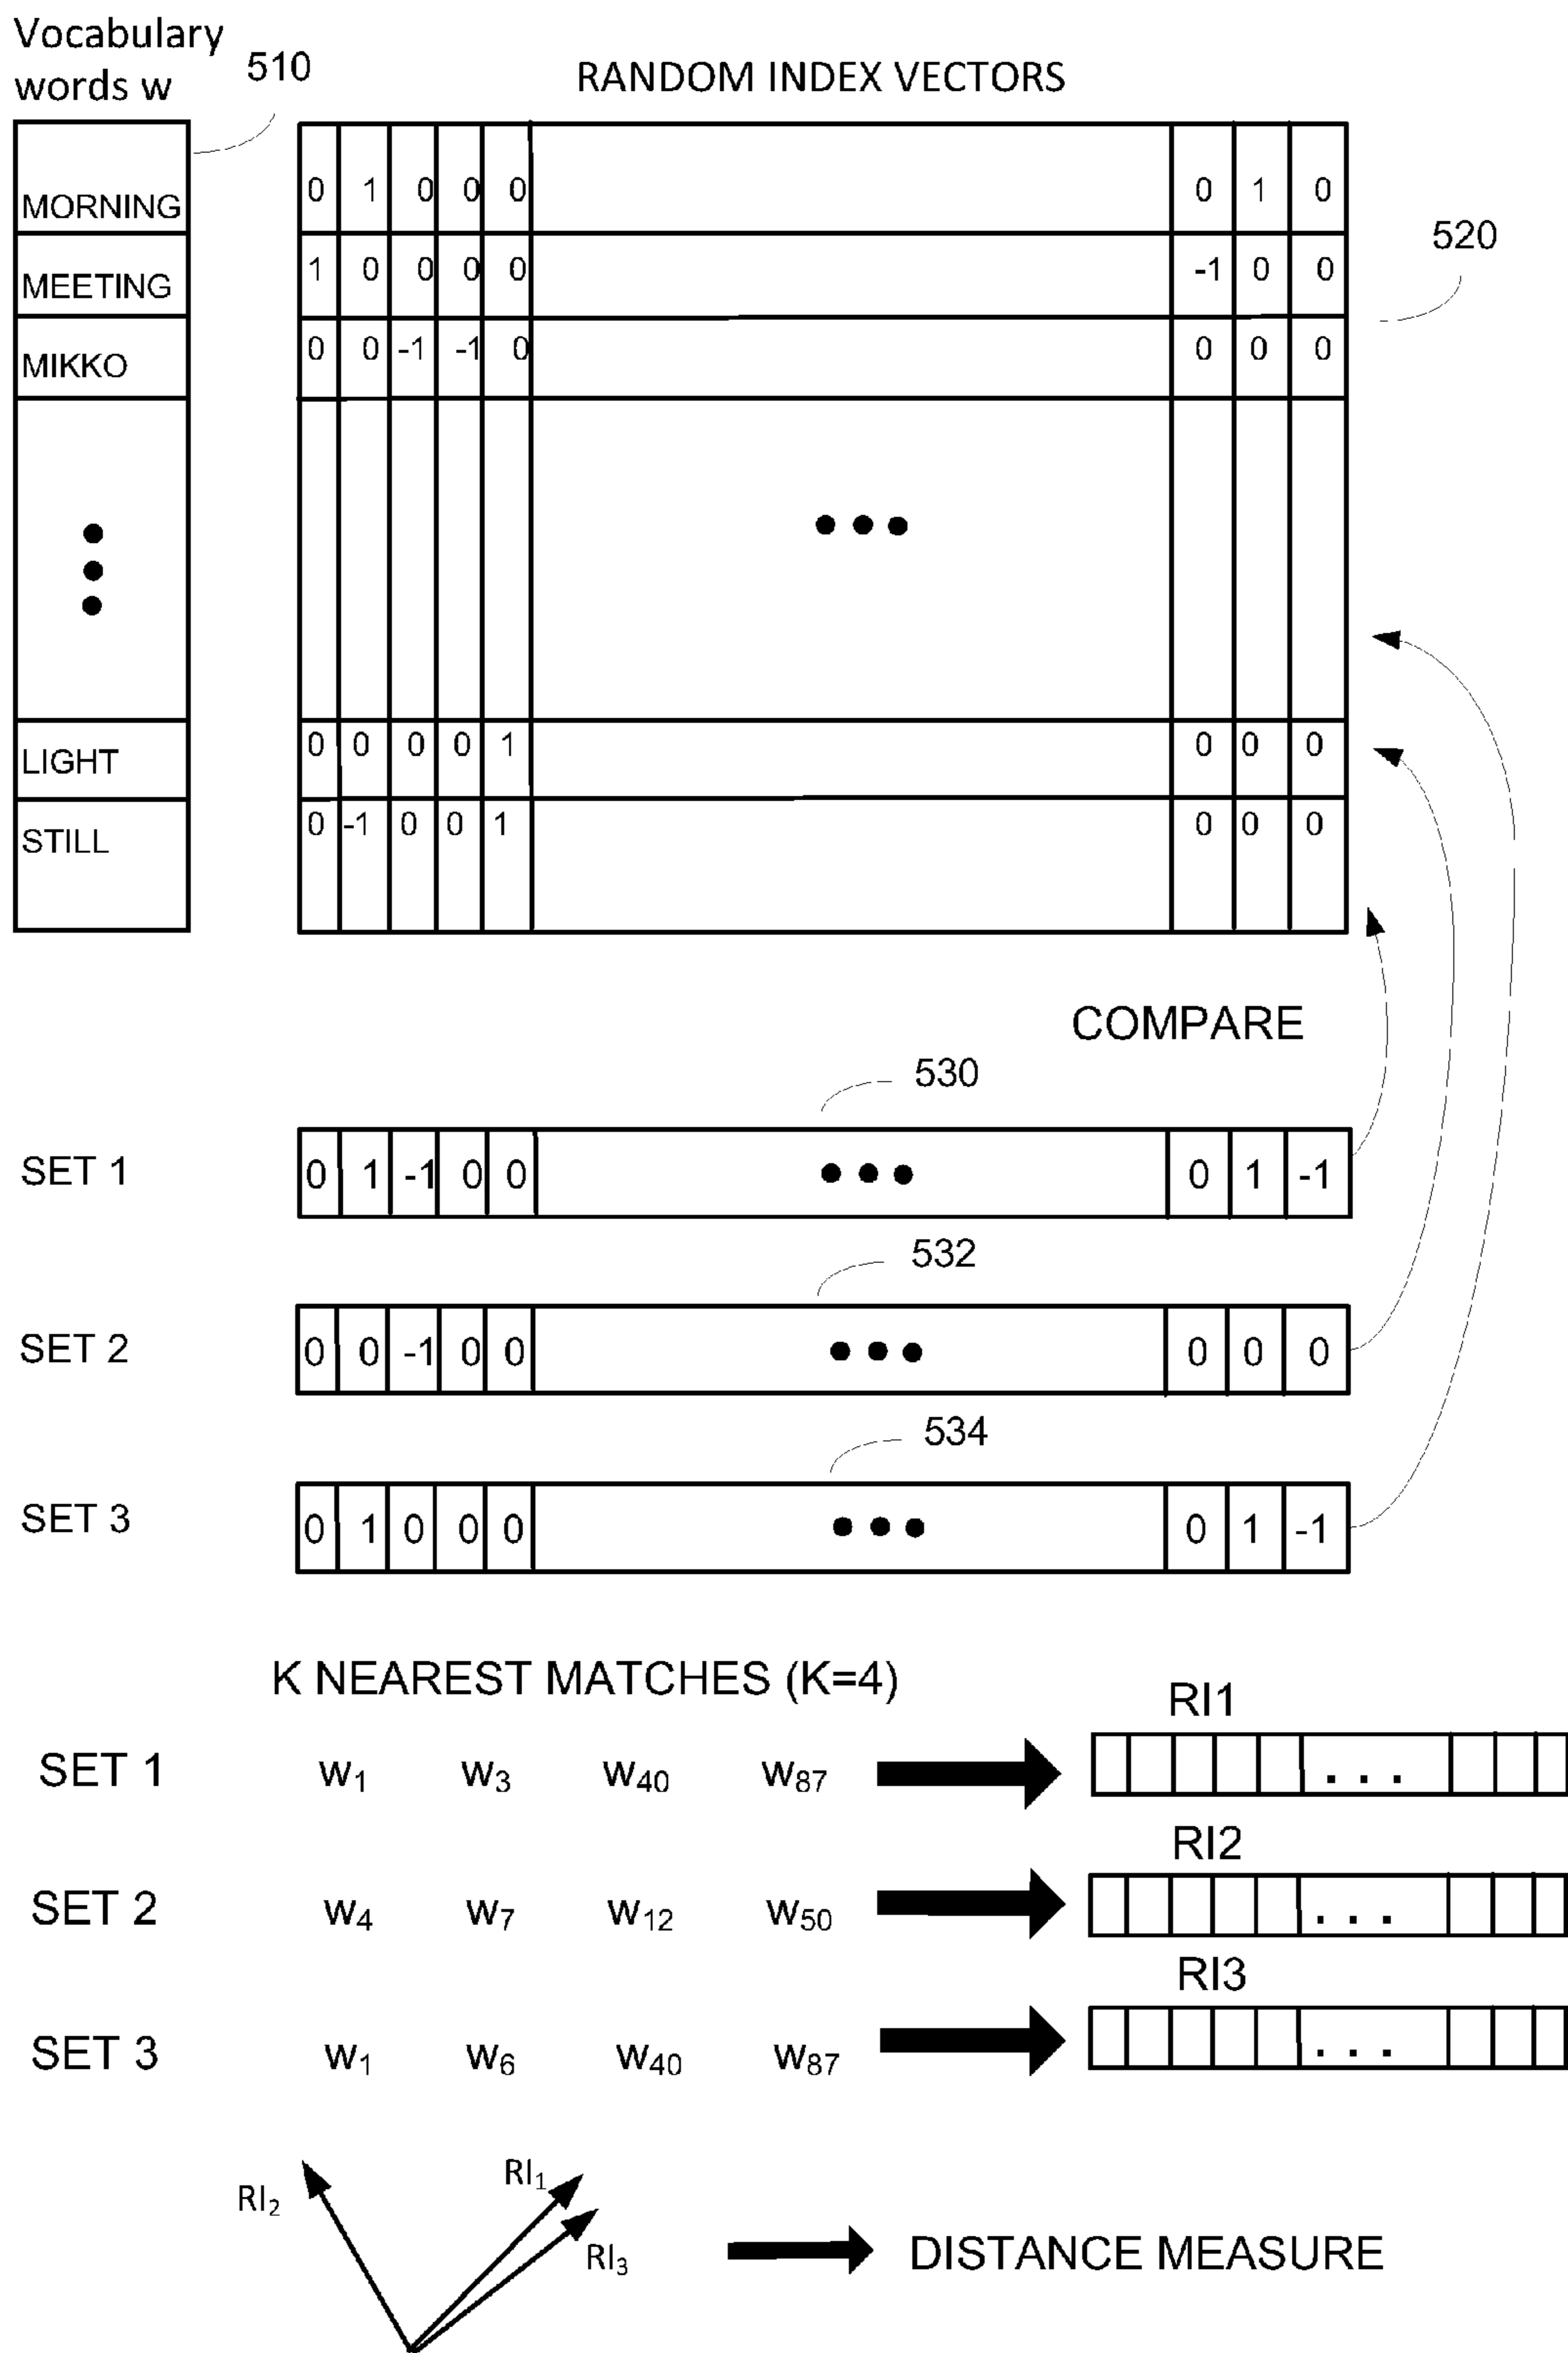 Vocabulary
words w
510
RANDOM INDEX VECTORS
MORNING 0 1 0 0 0 0 1 0
520
MEETING 1 0 0 0 0 -1 0 0
MIKKO 0 0 -1 -1 0 0 0 0
LIGHT 0 0 0 0 1 0 0 0
STILL 0 -1 0 0 1 0 0 0
COMPARE
530
SET 1 0 1 -1 0 0 0 1 -1
532
SET 2 0 0 -1 0 0 0 0 0
534
SET 3 0 1 0 0 0 0 1 -1
K NEAREST MATCHES (K=4)
RI1
SET 1 w₁ w₃ w₄₀ w₈₇ . . .
RI2
SET 2 w₄ w₇ w₁₂ w₅₀ . . .
RI3
SET 3 w₁ w₆ w₄₀ w₈₇ . . .
RI₂
RI₁
RI₃
DISTANCE MEASURE